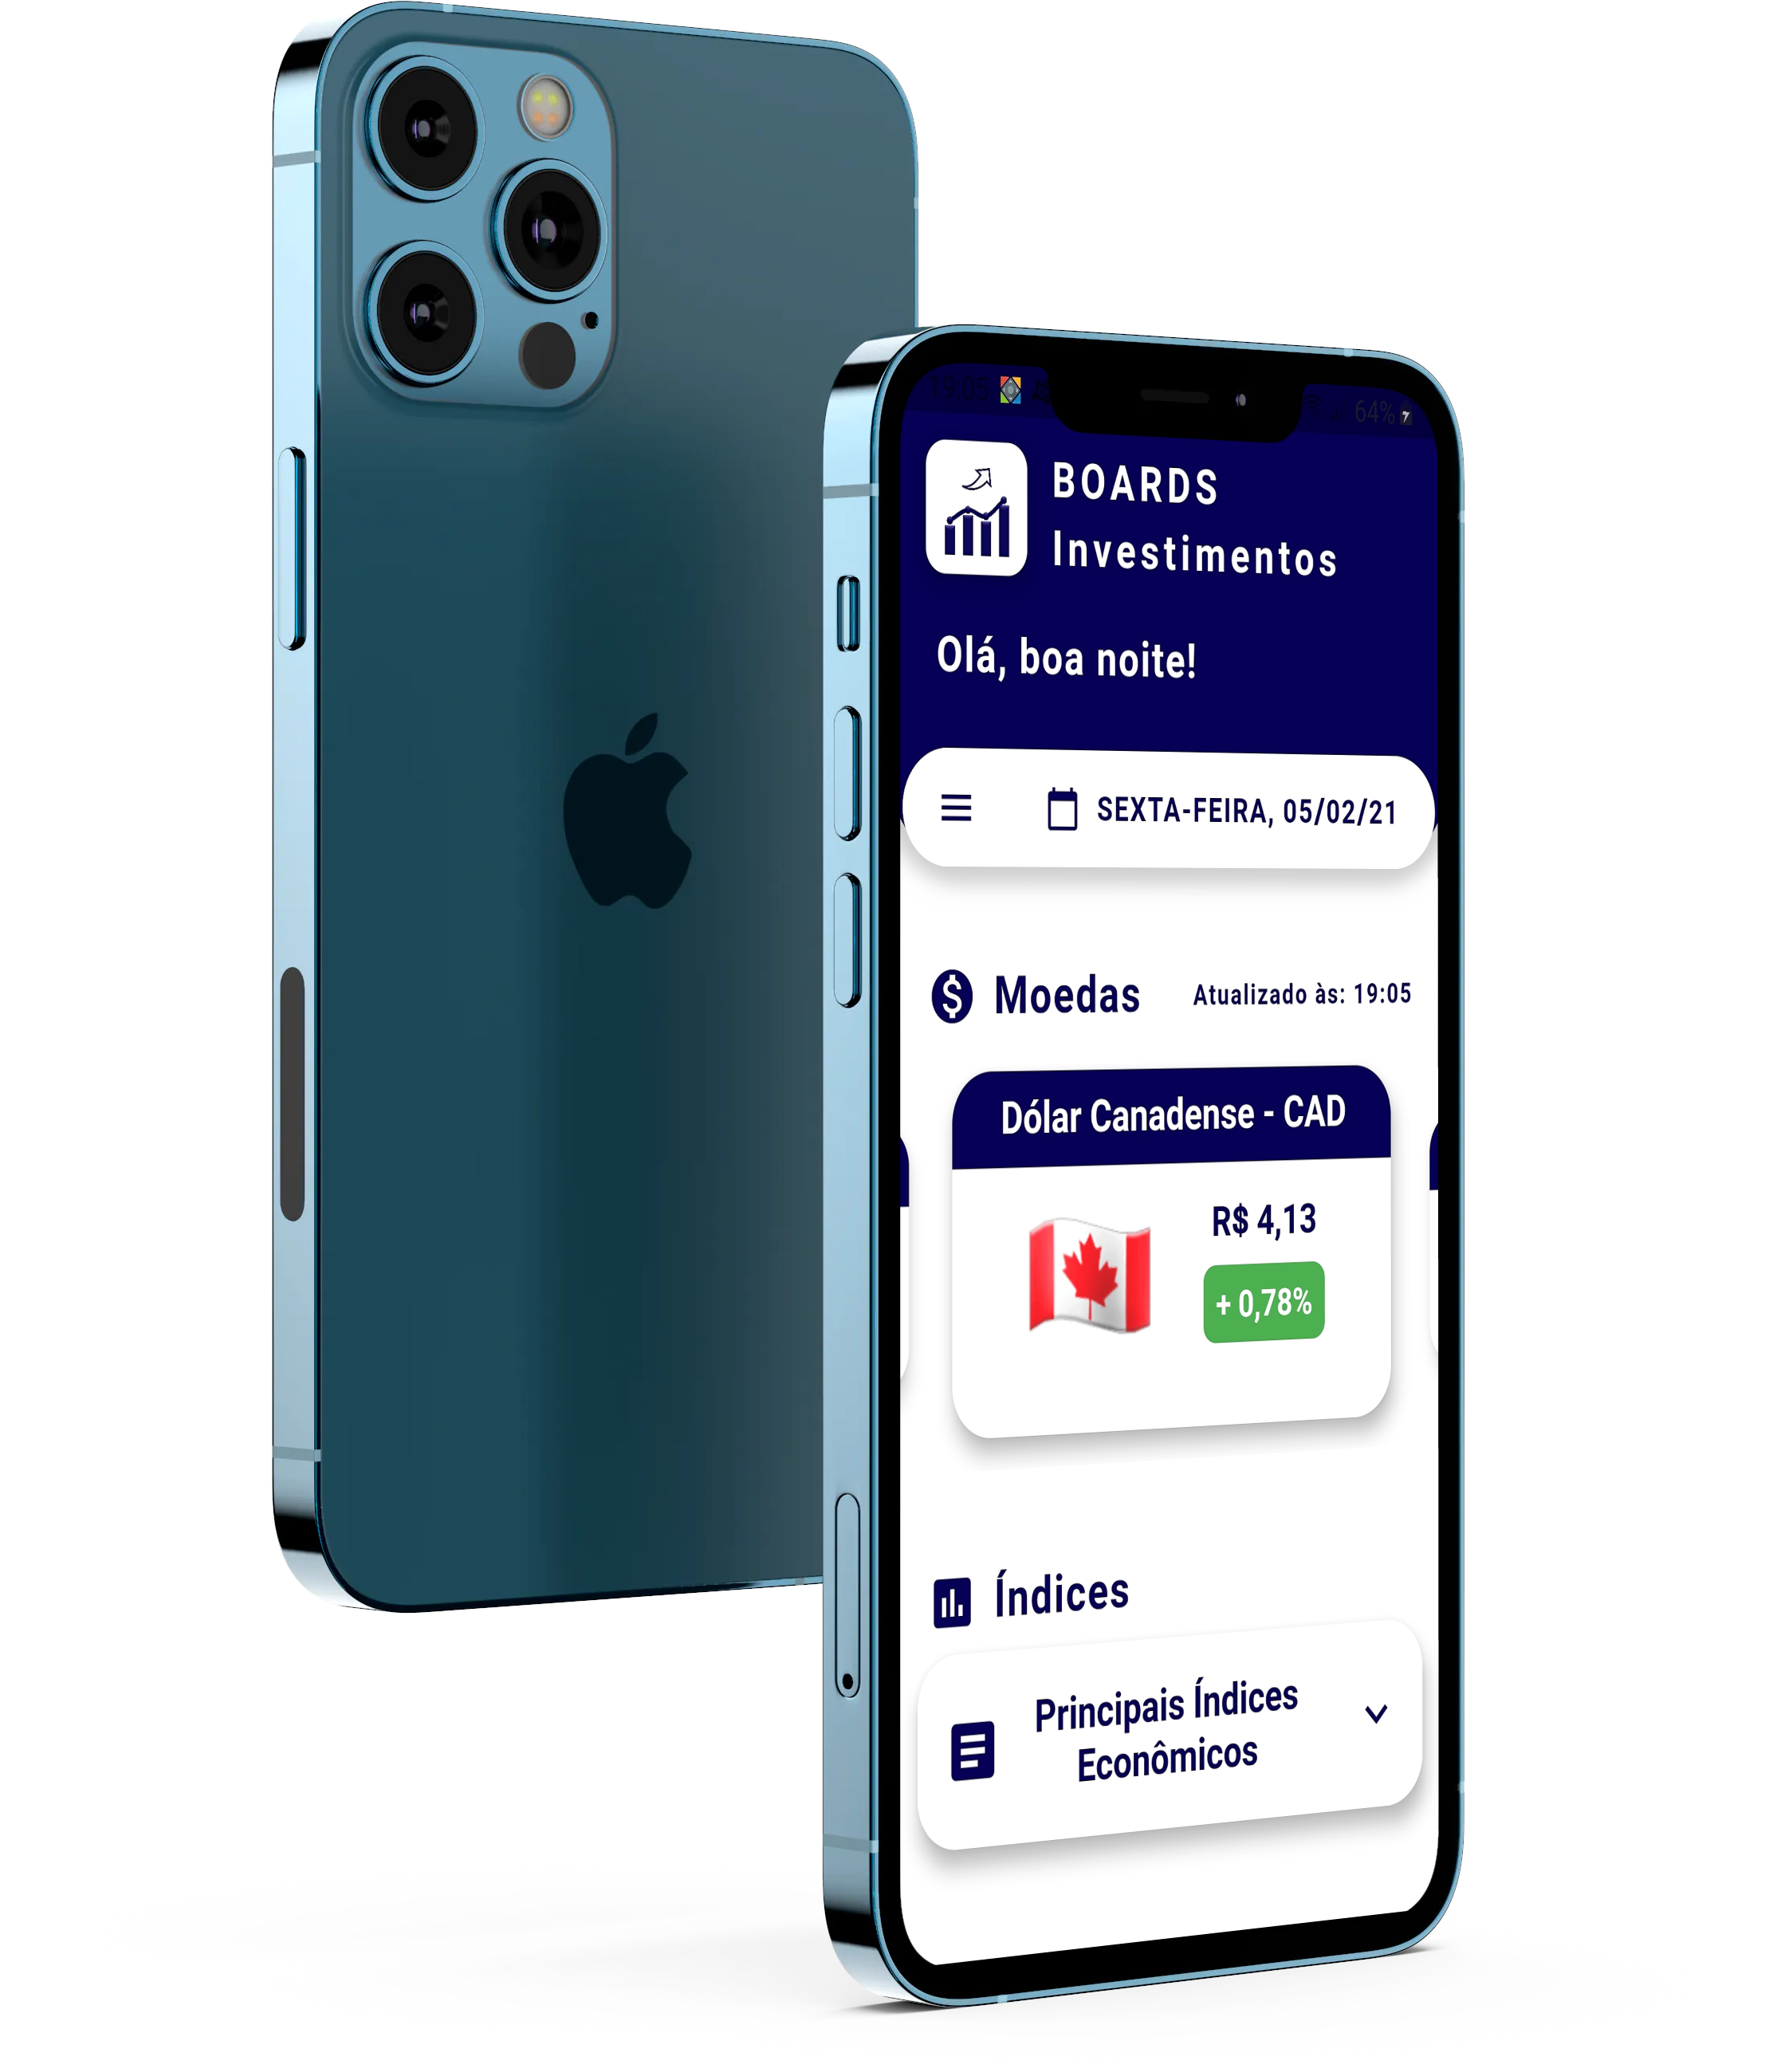 19:05
64%
BOARDS
Investimentos
Olá, boa noite!
SEXTA-FEIRA, 05/02/21
Moedas
Atualizado às: 19:05
Dólar Canadense - CAD
R$ 4,13
+ 0,78%
Índices
Principais Índices
Econômicos